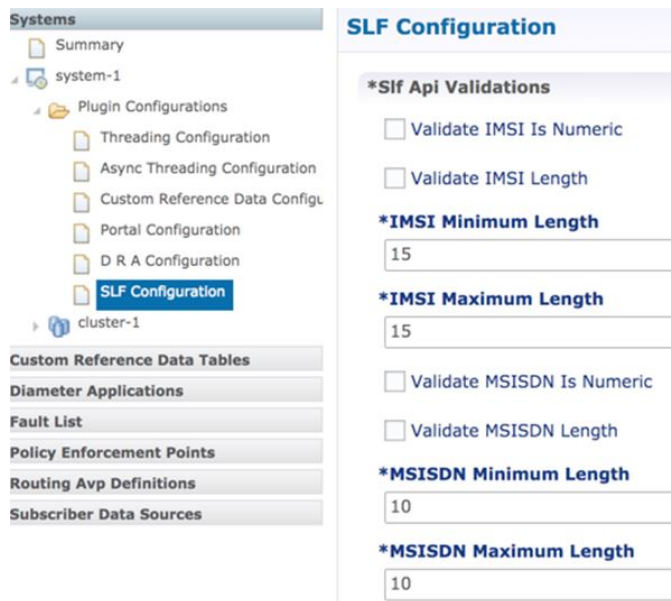 Systems
Summary
system-1
Plugin Configurations
Threading Configuration
Async Threading Configuration
Custom Reference Data Configu
Portal Configuration
D R A Configuration
SLF Configuration
cluster-1
Custom Reference Data Tables
Diameter Applications
Fault List
Policy Enforcement Points
Routing Avp Definitions
Subscriber Data Sources
SLF Configuration
*Slf Api Validations
Validate IMSI Is Numeric
Validate IMSI Length
*IMSI Minimum Length
15
*IMSI Maximum Length
15
Validate MSISDN Is Numeric
Validate MSISDN Length
*MSISDN Minimum Length
10
*MSISDN Maximum Length
10